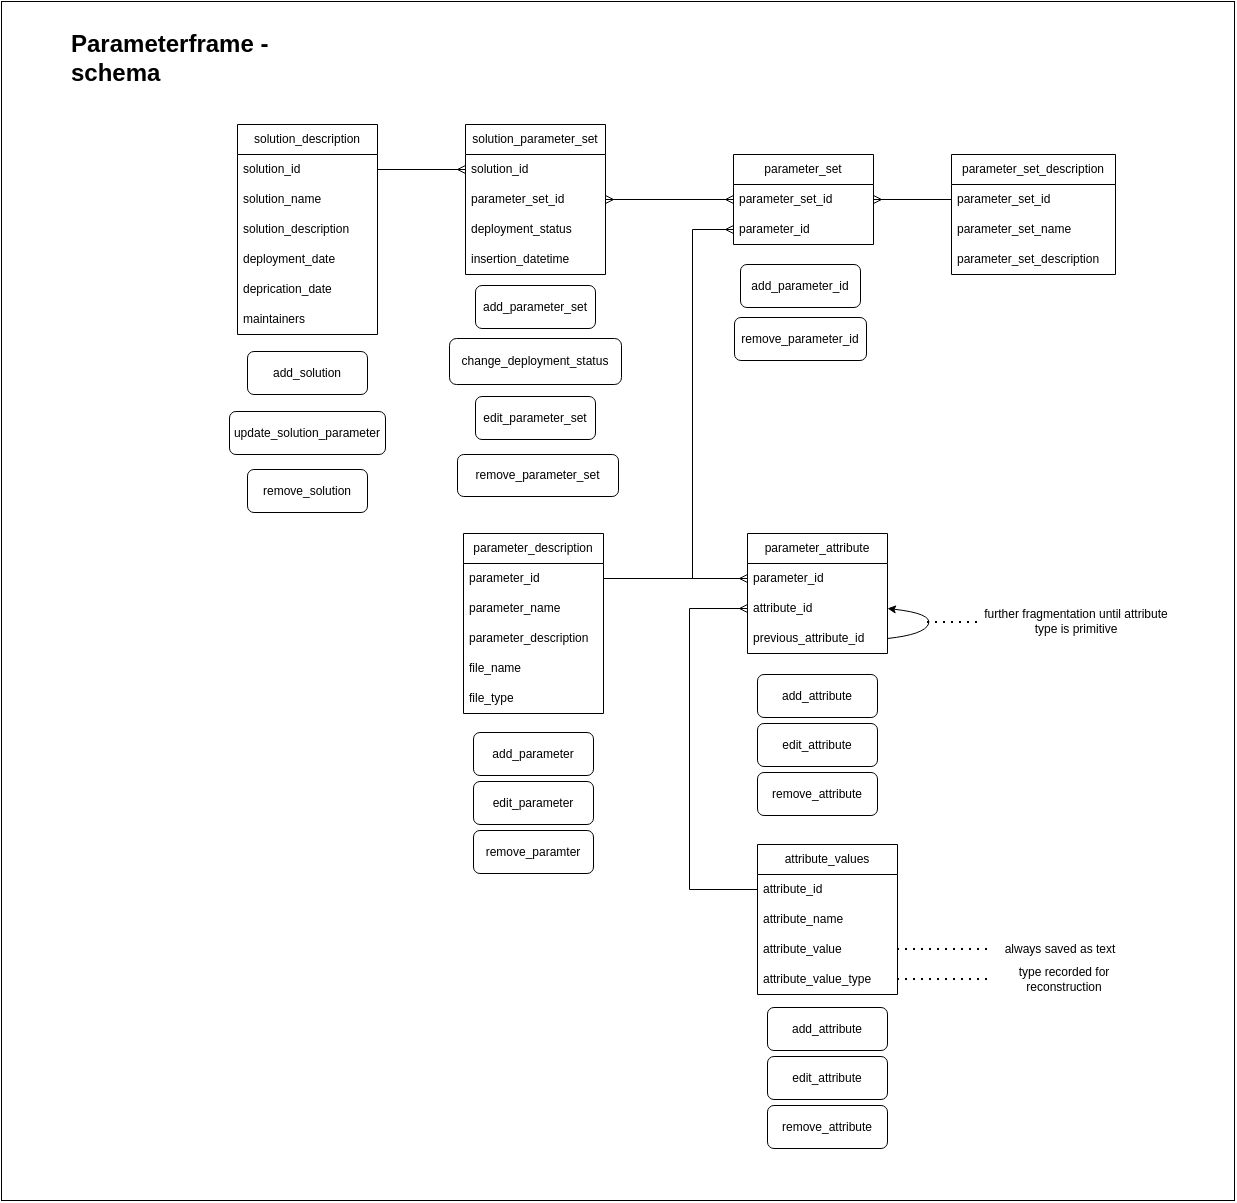 Parameterframe -
schema
solution_description
solution_id
solution_name
solution_description
deployment_date
deprication_date
maintainers
add_solution
update_solution_parameter
remove_solution
solution_parameter_set
solution_id
parameter_set_id
deployment_status
insertion_datetime
add_parameter_set
change_deployment_status
edit_parameter_set
remove_parameter_set
parameter_set
parameter_set_id
parameter_id
add_parameter_id
remove_parameter_id
parameter_set_description
parameter_set_id
parameter_set_name
parameter_set_description
parameter_description
parameter_id
parameter_name
parameter_description
file_name
file_type
add_parameter
edit_parameter
remove_paramter
parameter_attribute
parameter_id
attribute_id
previous_attribute_id
further fragmentation until attribute
type is primitive
add_attribute
edit_attribute
remove_attribute
attribute_values
attribute_id
attribute_name
attribute_value
attribute_value_type
always saved as text
type recorded for
reconstruction
add_attribute
edit_attribute
remove_attribute